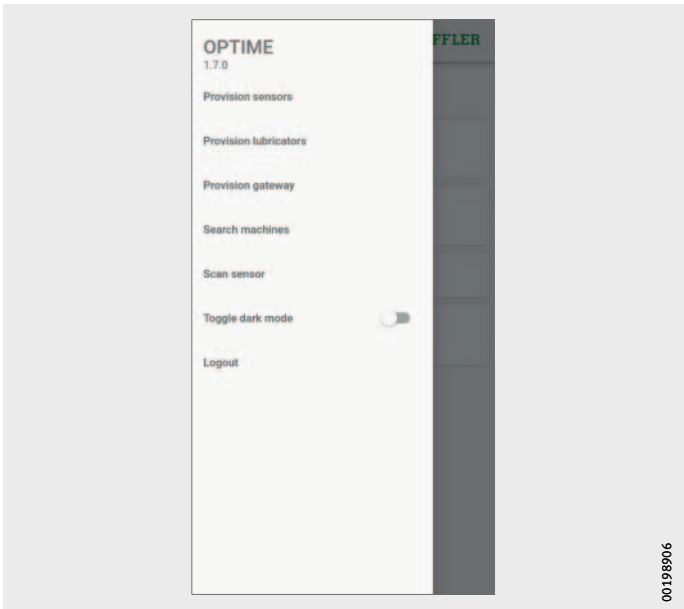 OPTIME
FFLER
1.7.0
Provision sensors
Provision lubricators
Provision gateway
Search machines
Scan sensor
Toggle dark mode
Logout
00198906